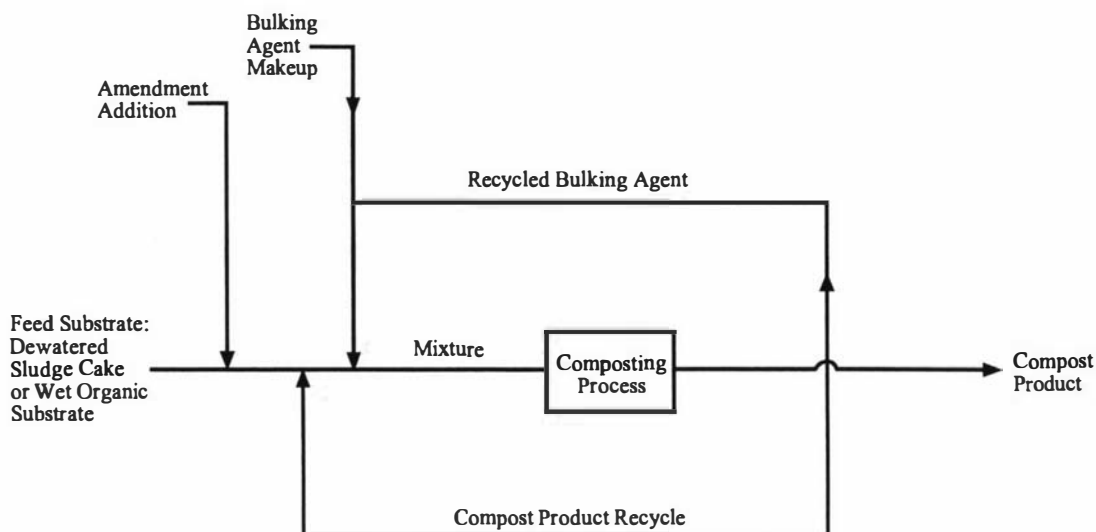 Bulking
Agent
Makeup
Amendment
Addition
Recycled Bulking Agent
Feed Substrate:
Dewatered
Sludge Cake
or Wet Organic
Substrate
Mixture
Composting
Process
Compost
Product
Compost Product Recycle